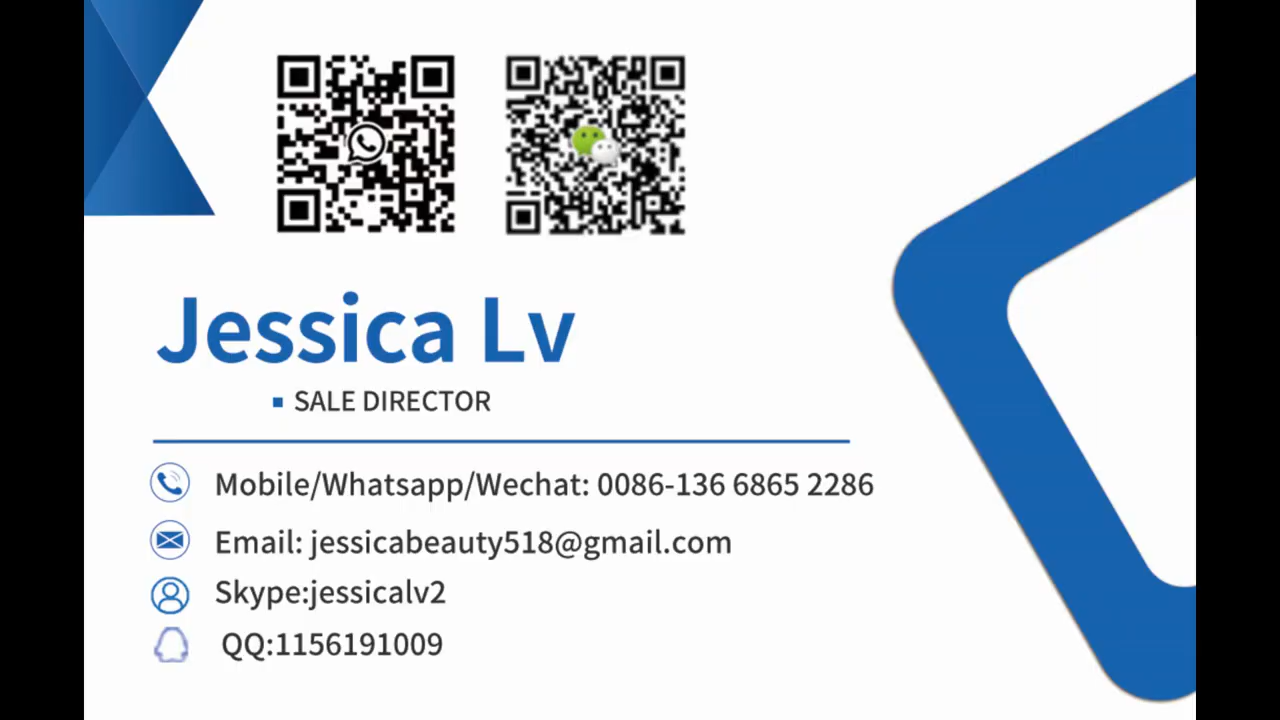 Jessica Lv
SALE DIRECTOR
Mobile/Whatsapp/Wechat: 0086-136 6865 2286
Email: jessicabeauty518@gmail.com
Skype:jessicalv2
QQ:1156191009